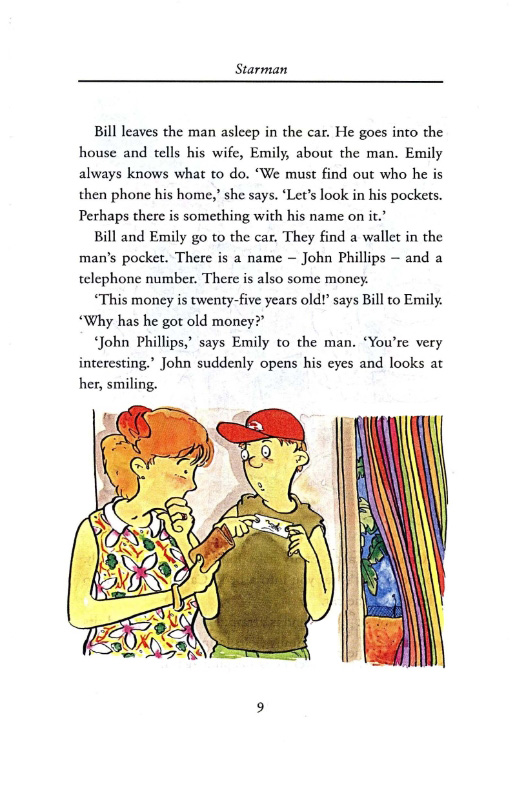 Starman
Bill leaves the man asleep in the car. He goes into the
house and tells his wife, Emily, about the man. Emily
always knows what to do. ‘We must find out who he is
then phone his home,’ she says. ‘Let’s look in his pockets.
Perhaps there is something with his name on it.’
Bill and Emily go to the car. They find a wallet in the
man’s pocket. There is a name – John Phillips – and a
telephone number. There is also some money.
‘This money is twenty-five years old!’ says Bill to Emily.
‘Why has he got old money?’
‘John Phillips,’ says Emily to the man. ‘You’re very
interesting.’ John suddenly opens his eyes and looks at
her, smiling.
9